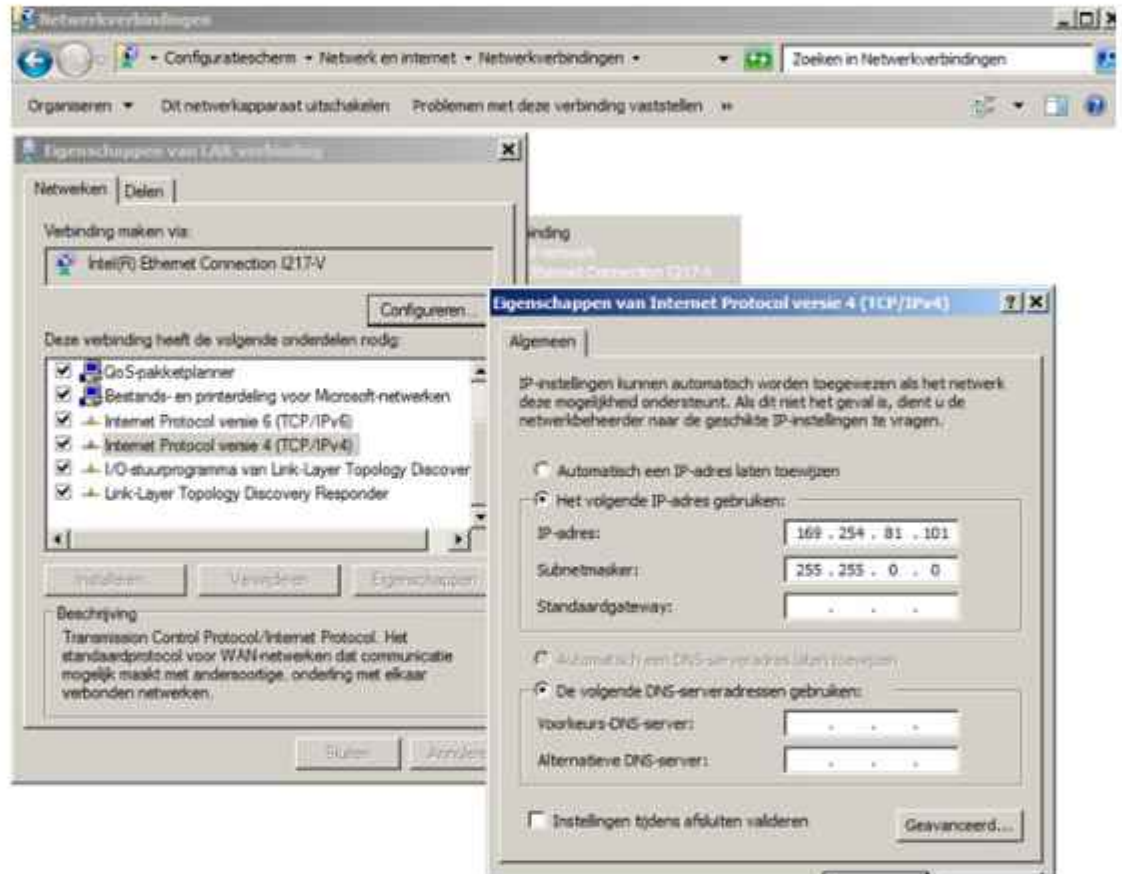 Netwerkverbindingen
Configuratiescherm Netwerk en internet Netwerkverbindingen
Zoeken in Netwerkverbindingen
Organiseren Dit netwerkapparaat uitschakelen Problemen met deze verbinding vaststellen »
Eigenschappen van LAN-verbinding
Netwerken Delen
Verbinding maken via:
Intel(R) Ethernet Connection I217-V
Configureren...
Deze verbinding heeft de volgende onderdelen nodig:
QoS-pakketplanner
Bestands- en printerdeling voor Microsoft-netwerken
Internet Protocol versie 6 (TCP/IPv6)
Internet Protocol versie 4 (TCP/IPv4)
I/O-stuurprogramma van Link-Layer Topology Discover
Link-Layer Topology Discovery Responder
Installeren Verwijderen Eigenschappen
Beschrijving
Transmission Control Protocol/Internet Protocol. Het
standaardprotocol voor WAN-netwerken dat communicatie
mogelijk maakt met andersoortige, onderling met elkaar
verbonden netwerken.
Sluiten Annulere
inding
Ethernet Connection I217-V
Eigenschappen van Internet Protocol versie 4 (TCP/IPv4)
Algemeen
IP-instellingen kunnen automatisch worden toegewezen als het netwerk
deze mogelijkheid ondersteunt. Als dit niet het geval is, dient u de
netwerkbeheerder naar de geschikte IP-instellingen te vragen.
Automatisch een IP-adres laten toewijzen
Het volgende IP-adres gebruiken:
IP-adres: 169 . 254 . 81 . 101
Subnetmasker: 255 . 255 . 0 . 0
Standaardgateway: . . .
Automatisch een DNS-serveradres laten toewijzen
De volgende DNS-serveradressen gebruiken:
Voorkeurs-DNS-server: . . .
Alternatieve DNS-server: . . .
Instellingen tijdens afsluiten valideren
Geavanceerd...